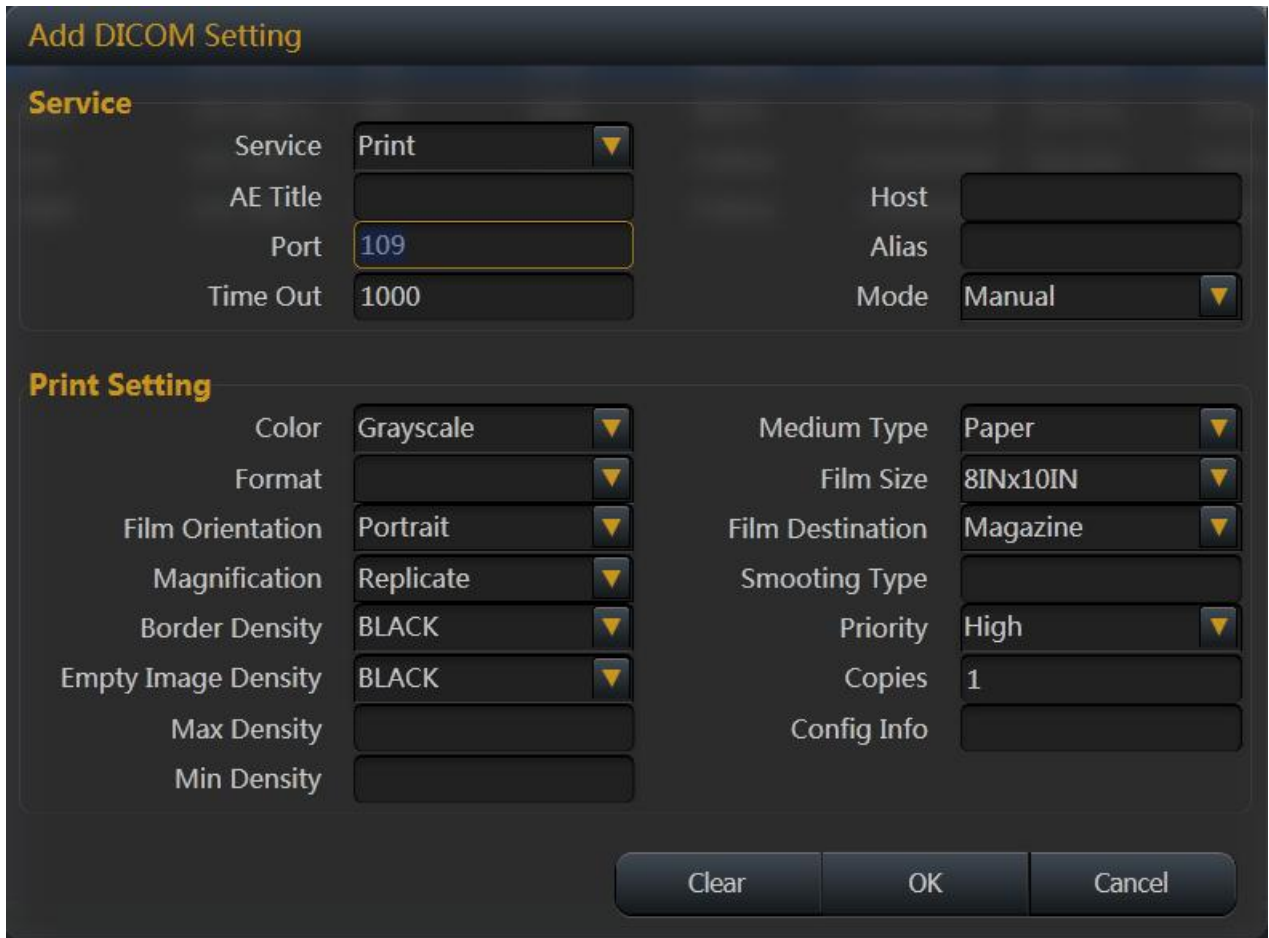 Add DICOM Setting
Service
Service Print
AE Title Host
Port 109 Alias
Time Out 1000 Mode Manual
Print Setting
Color Grayscale Medium Type Paper
Format Film Size 8INx10IN
Film Orientation Portrait Film Destination Magazine
Magnification Replicate Smooting Type
Border Density BLACK Priority High
Empty Image Density BLACK Copies 1
Max Density Config Info
Min Density
Clear OK Cancel